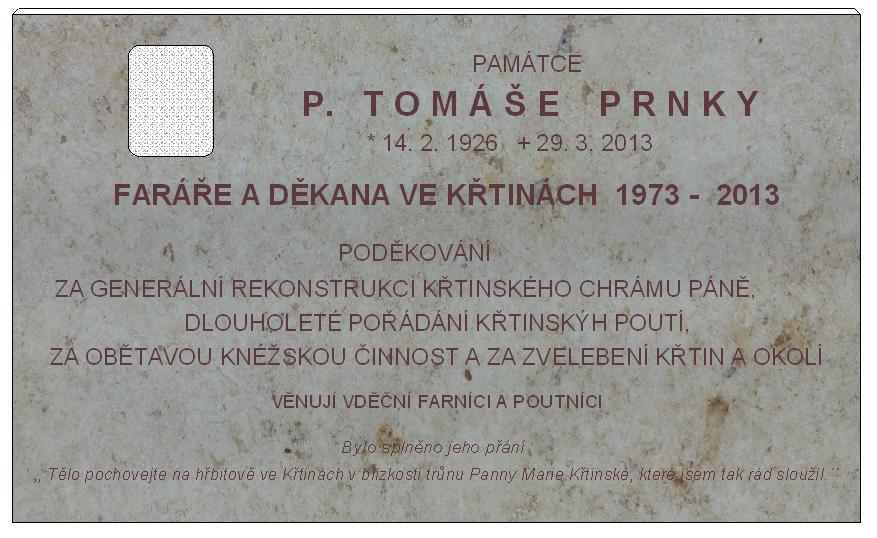 PAMÁTCE
P. TOMÁŠE PRNKY
* 14. 2. 1926 + 29. 3. 2013
FARÁŘE A DĚKANA VE KŘTINÁCH 1973 - 2013
PODĚKOVÁNÍ
ZA GENERÁLNÍ REKONSTRUKCI KŘTINSKÉHO CHRÁMU PÁNĚ,
DLOUHOLETÉ POŘÁDÁNÍ KŘTINSKÝH POUTÍ,
ZA OBĚTAVOU KNĚŽSKOU ČINNOST A ZA ZVELEBENÍ KŘTIN A OKOLÍ
VĚNUJÍ VDĚČNÍ FARNÍCI A POUTNÍCI
Bylo splněno jeho přání
,, Tělo pochovejte na hřbitově ve Křtinách v blízkosti trůnu Panny Marie Křtinské, které jsem tak rád sloužil.´´